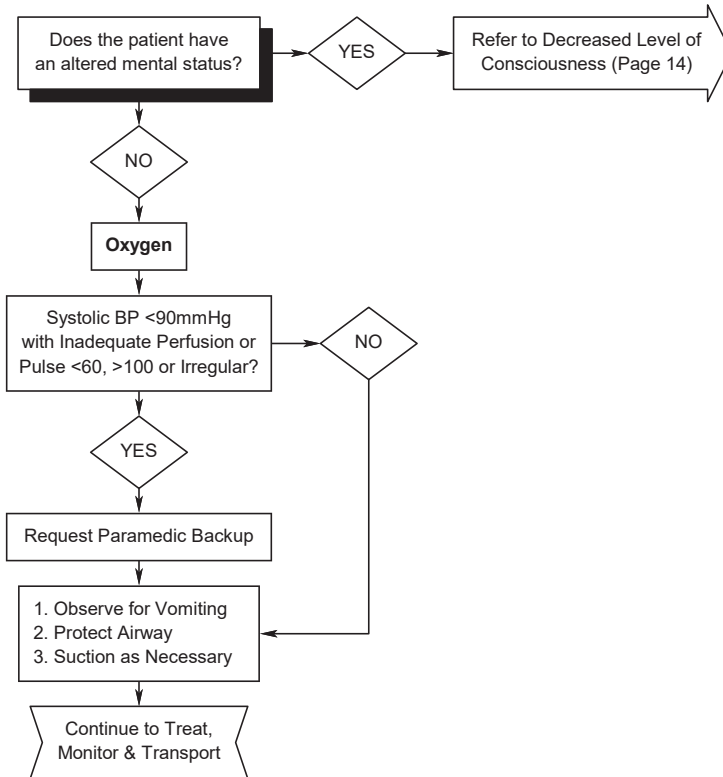 Does the patient have
an altered mental status?
YES
Refer to Decreased Level of
Consciousness (Page 14)
NO
Oxygen
Systolic BP <90mmHg
with Inadequate Perfusion or
Pulse <60, >100 or Irregular?
NO
YES
Request Paramedic Backup
1. Observe for Vomiting
2. Protect Airway
3. Suction as Necessary
Continue to Treat,
Monitor & Transport